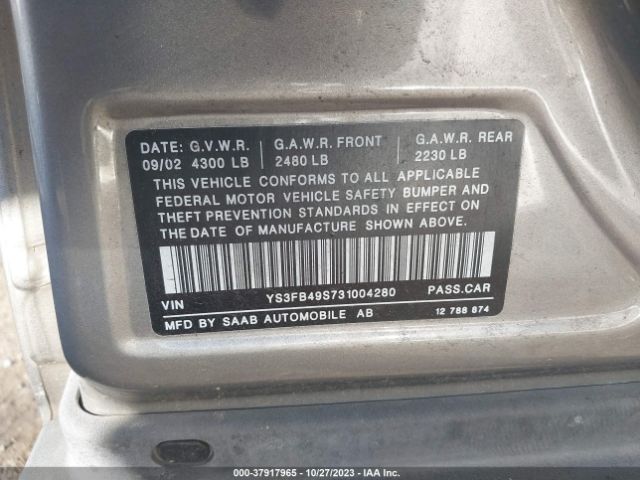 DATE: G.V.W.R. G.A.W.R. FRONT G.A.W.R. REAR
09/02 4300 LB 2480 LB 2230 LB
THIS VEHICLE CONFORMS TO ALL APPLICABLE
FEDERAL MOTOR VEHICLE SAFETY BUMPER AND
THEFT PREVENTION STANDARDS IN EFFECT ON
THE DATE OF MANUFACTURE SHOWN ABOVE.
VIN YS3FB49S731004280 PASS.CAR
MFD BY SAAB AUTOMOBILE AB 12 788 874
000-37917965 - 10/27/2023 - IAA Inc.